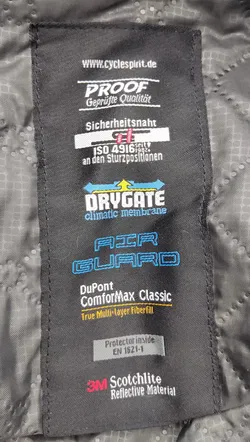 www.cyclespirit.de
PROOF
Geprüfte Qualität
Sicherheitsnaht
ISO 4916
an den Sturzpositionen
DRYGATE
climatic membrane
AIR
GUARD
DuPont
ComforMax Classic
True Multi-layer Fiberfill
Protector inside
EN 1621-1
3M Scotchlite
Reflective Material